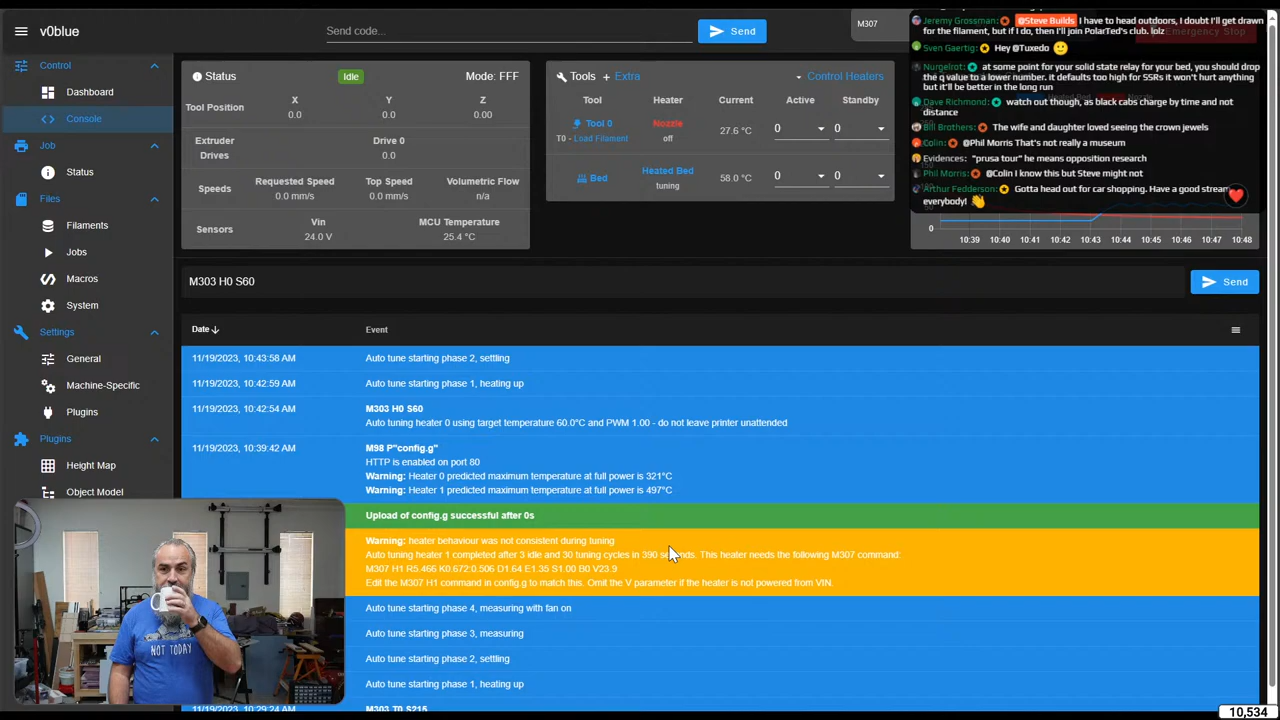 v0blue
Send code...
Send
M307
Emergency Stop
Jeremy Grossman: @Steve Builds I have to head outdoors, I doubt I'll get drawn
for the filament, but if I do, then I'll join PolarTed's club. lolz
Sven Gaertig: Hey @Tuxedo
Nurgelrot: at some point for your solid state relay for your bed, you should drop
the q value to a lower number. it defaults too high for SSRs it won't hurt anything
but it'll be better in the long run
Dave Richmond: watch out though, as black cabs charge by time and not
distance
Bill Brothers: The wife and daughter loved seeing the crown jewels
Colin: @Phil Morris That's not really a museum
Evidences: "prusa tour" he means opposition research
Phil Morris: @Colin I know this but Steve might not
Arthur Fedderson: Gotta head out for car shopping. Have a good stream
everybody!
0
10:39 10:40 10:41 10:42 10:43 10:44 10:45 10:46 10:47 10:48
Control
Dashboard
Console
Job
Status
Files
Filaments
Jobs
Macros
System
Settings
General
Machine-Specific
Plugins
Plugins
Height Map
Object Model
Status
Idle
Mode: FFF
Tool Position
X
Y
Z
0.0
0.0
0.00
Extruder
Drives
Drive 0
0.0
Speeds
Requested Speed
Top Speed
Volumetric Flow
0.0 mm/s
0.0 mm/s
n/a
Sensors
Vin
MCU Temperature
24.0 V
25.4 °C
Tools
+ Extra
Control Heaters
Tool
Heater
Current
Active
Standby
Tool 0
T0 - Load Filament
Nozzle
off
27.6 °C
0
0
Bed
Heated Bed
tuning
58.0 °C
0
0
M303 H0 S60
Send
Date
Event
11/19/2023, 10:43:58 AM
Auto tune starting phase 2, settling
11/19/2023, 10:42:59 AM
Auto tune starting phase 1, heating up
11/19/2023, 10:42:54 AM
M303 H0 S60
Auto tuning heater 0 using target temperature 60.0°C and PWM 1.00 - do not leave printer unattended
11/19/2023, 10:39:42 AM
M98 P"config.g"
HTTP is enabled on port 80
Warning: Heater 0 predicted maximum temperature at full power is 321°C
Warning: Heater 1 predicted maximum temperature at full power is 497°C
Upload of config.g successful after 0s
Warning: heater behaviour was not consistent during tuning
Auto tuning heater 1 completed after 3 idle and 30 tuning cycles in 390 seconds. This heater needs the following M307 command:
M307 H1 R5.466 K0.672:0.506 D1.64 E1.35 S1.00 B0 V23.9
Edit the M307 H1 command in config.g to match this. Omit the V parameter if the heater is not powered from VIN.
Auto tune starting phase 4, measuring with fan on
Auto tune starting phase 3, measuring
Auto tune starting phase 2, settling
Auto tune starting phase 1, heating up
11/19/2023, 10:29:24 AM
M303 T0 S215
NOT TODAY
10,534